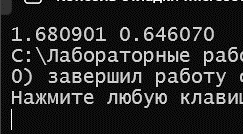 1.680901 0.646070
C:\Лабораторные рабо
0) завершил работу с
Нажмите любую клави